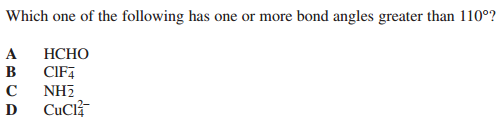 Which one of the following has one or more bond angles greater than 110°?
A HCHO
B ClF₄⁻
C NH₂⁻
D CuCl₄²⁻